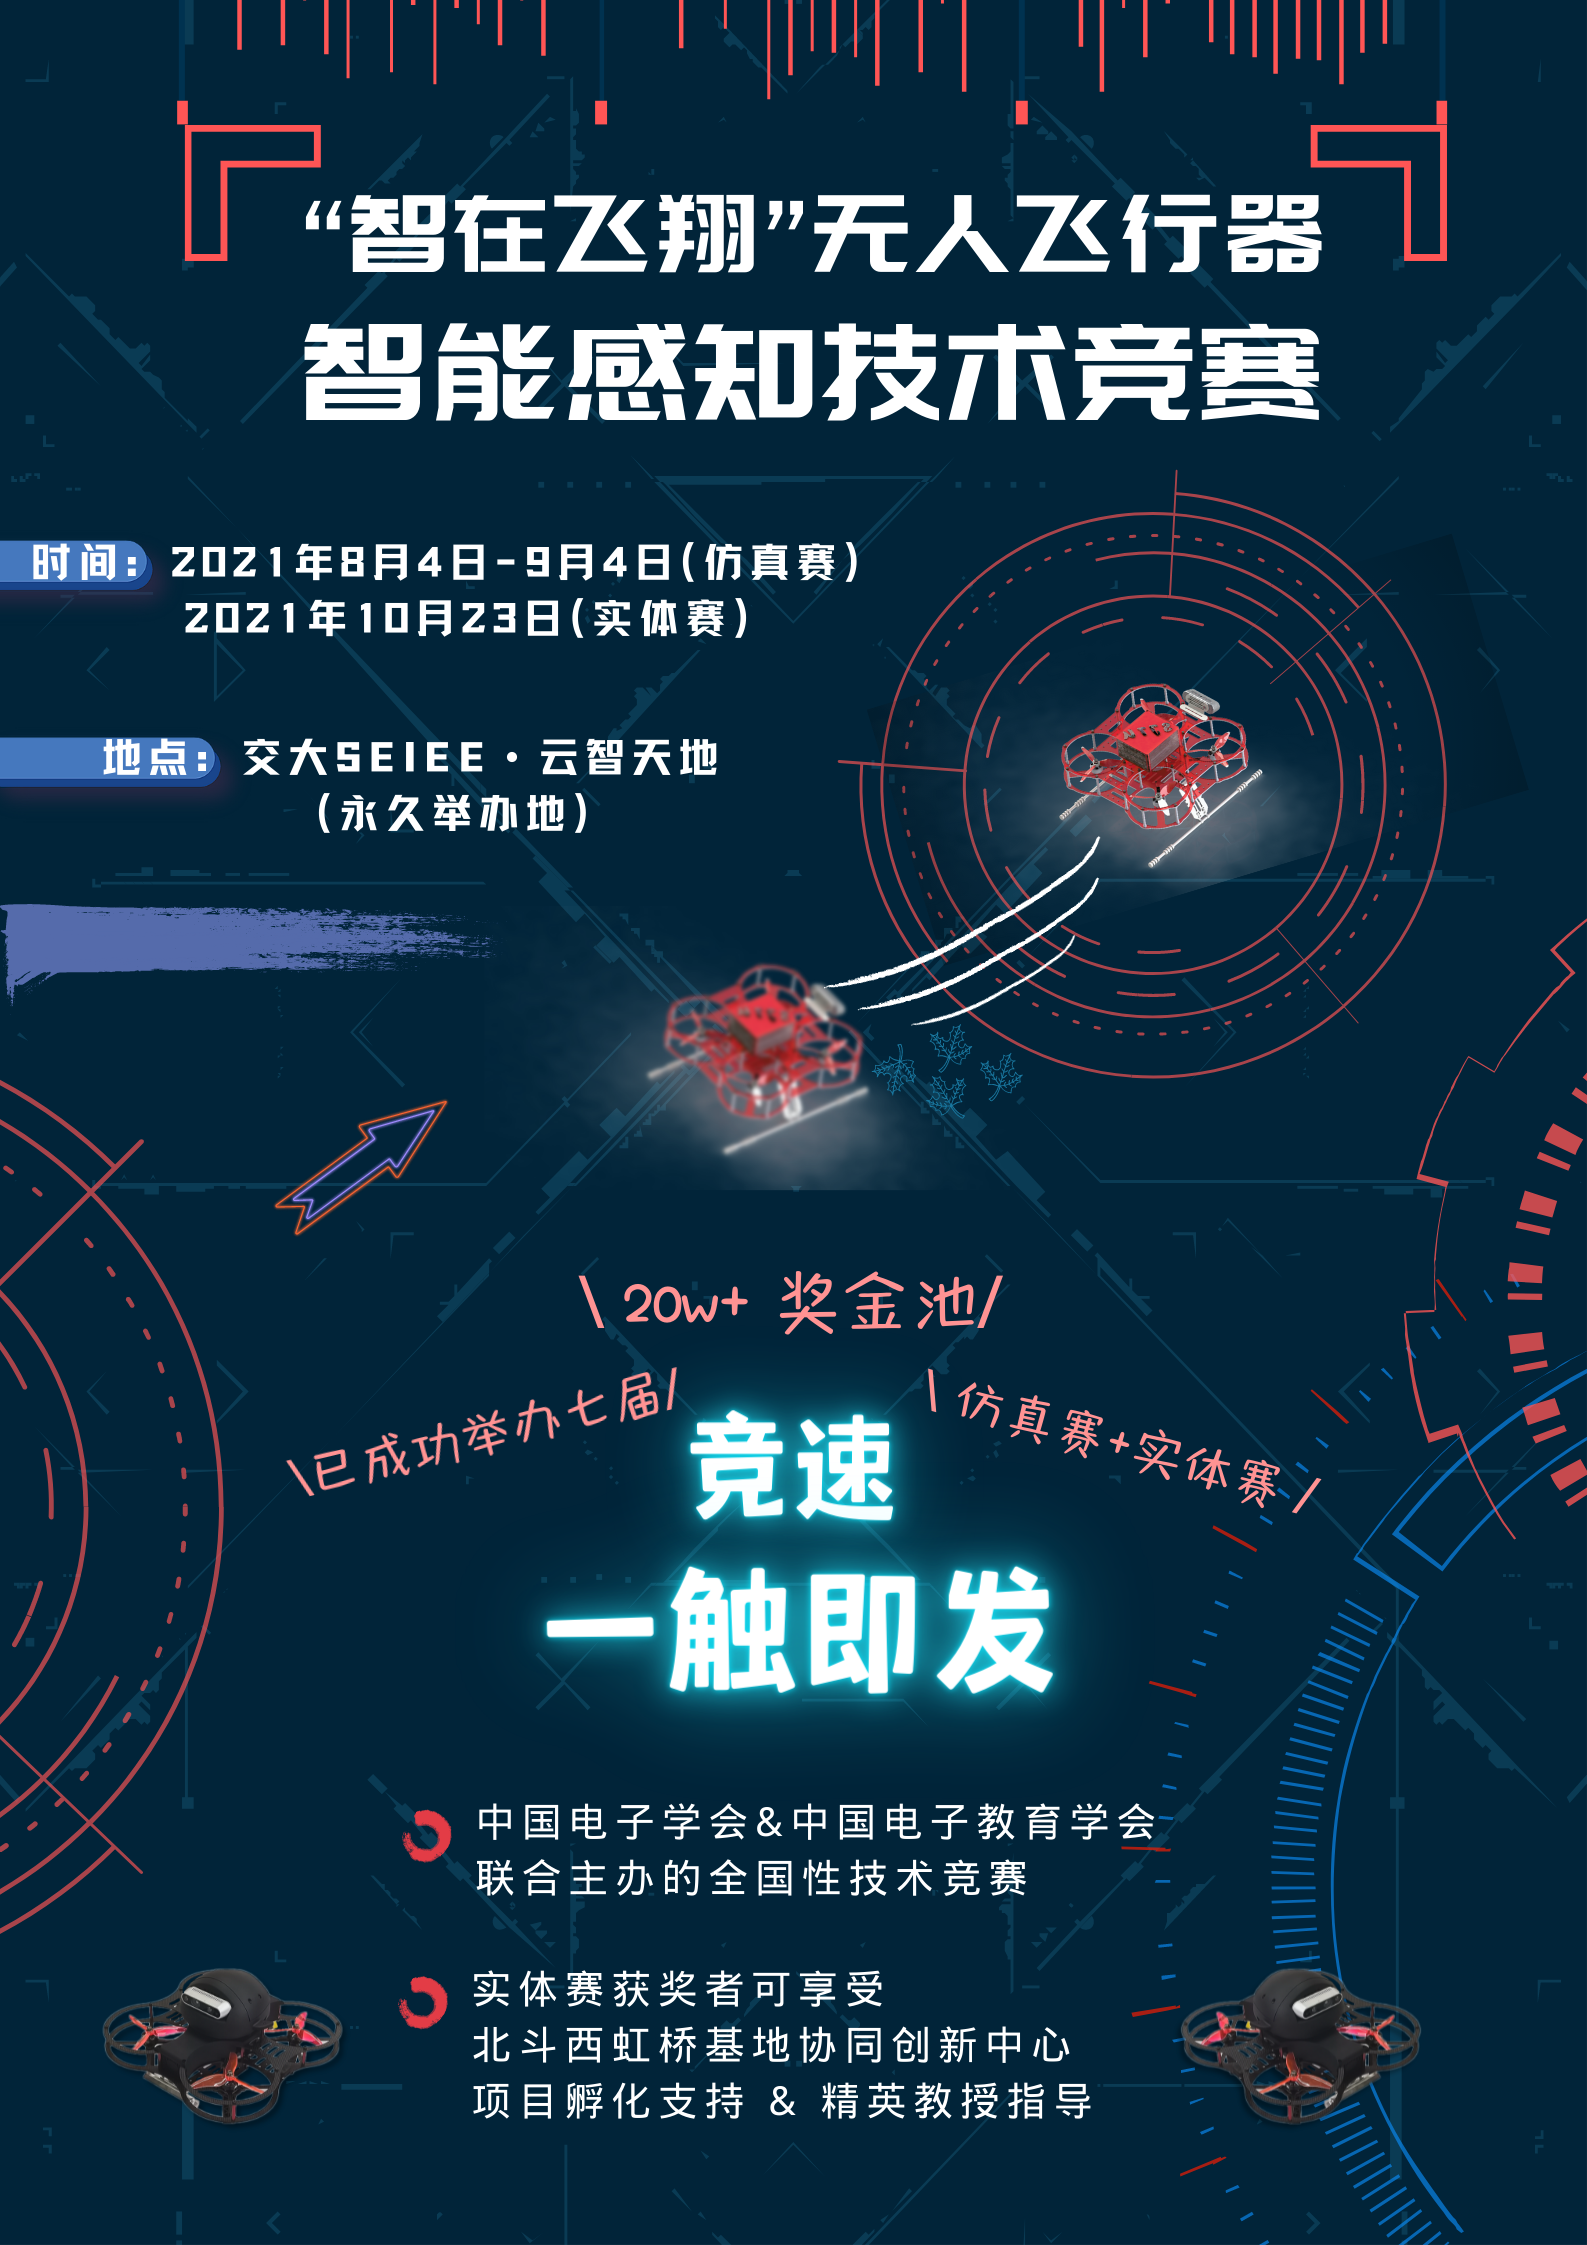 “智在飞翔”无人飞行器
智能感知技术竞赛
时间: 2021年8月4日-9月4日(仿真赛)
2021年10月23日(实体赛)
地点: 交大SEIEE·云智天地
(永久举办地)
\ 20w+ 奖金池/
\已成功举办七届/
\ 仿真赛+实体赛 /
竞速
一触即发
中国电子学会&中国电子教育学会
联合主办的全国性技术竞赛
实体赛获奖者可享受
北斗西虹桥基地协同创新中心
项目孵化支持 & 精英教授指导